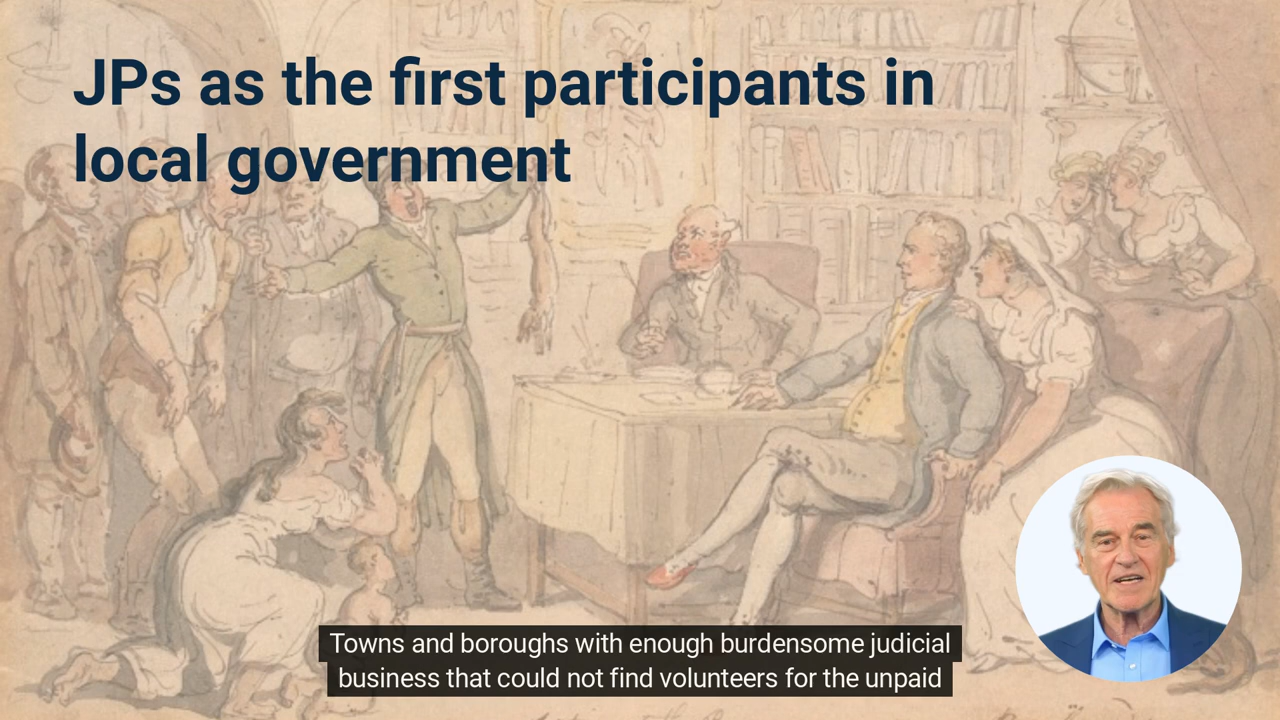 JPs as the first participants in
local government
Towns and boroughs with enough burdensome judicial
business that could not find volunteers for the unpaid